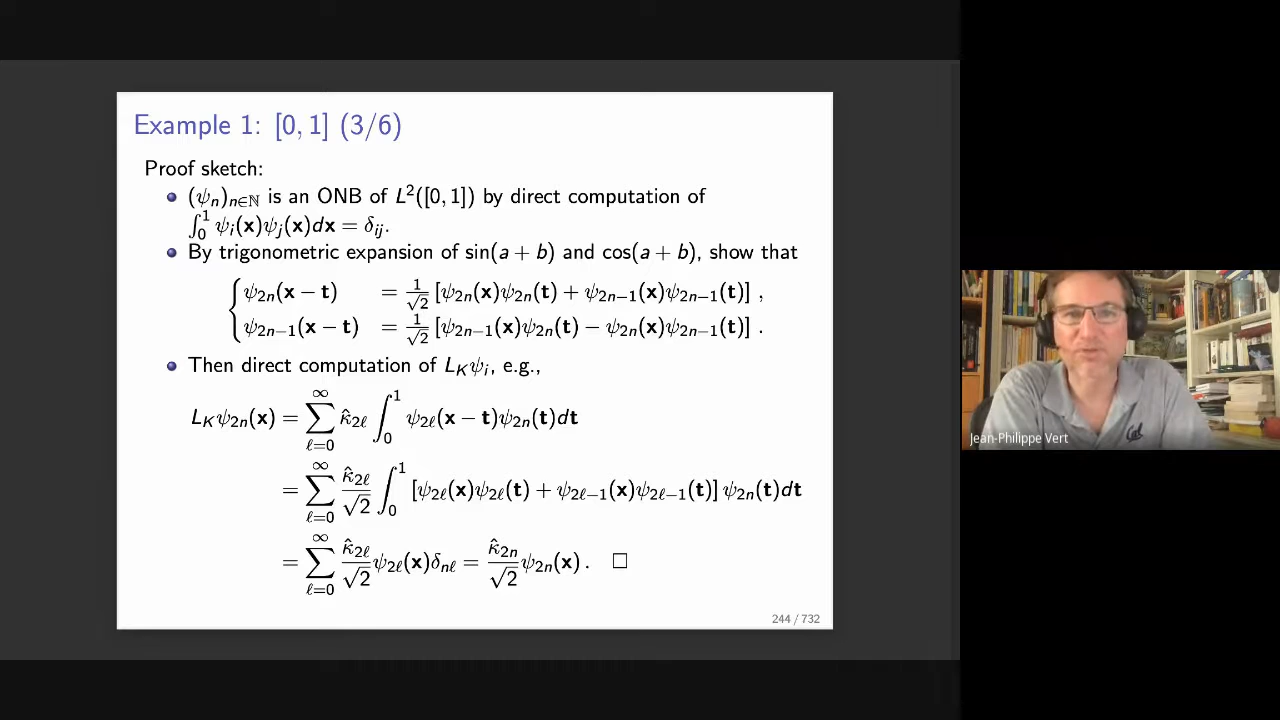 Example 1: [0, 1] (3/6)
Proof sketch:
(ψ_n)_{n∈ℕ} is an ONB of L²([0, 1]) by direct computation of
∫_0^1 ψ_i(x)ψ_j(x)dx = δ_{ij}.
By trigonometric expansion of sin(a + b) and cos(a + b), show that
{ ψ_{2n}(x − t) = 1/√2 [ψ_{2n}(x)ψ_{2n}(t) + ψ_{2n−1}(x)ψ_{2n−1}(t)] ,
ψ_{2n−1}(x − t) = 1/√2 [ψ_{2n−1}(x)ψ_{2n}(t) − ψ_{2n}(x)ψ_{2n−1}(t)] .
Then direct computation of L_Kψ_i, e.g.,
L_Kψ_{2n}(x) = ∑_{ℓ=0}^∞ κ̂_{2ℓ} ∫_0^1 ψ_{2ℓ}(x − t)ψ_{2n}(t)dt
= ∑_{ℓ=0}^∞ κ̂_{2ℓ}/√2 ∫_0^1 [ψ_{2ℓ}(x)ψ_{2ℓ}(t) + ψ_{2ℓ−1}(x)ψ_{2ℓ−1}(t)] ψ_{2n}(t)dt
= ∑_{ℓ=0}^∞ κ̂_{2ℓ}/√2 ψ_{2ℓ}(x)δ_{nℓ} = κ̂_{2n}/√2 ψ_{2n}(x) . □
244 / 732
Cal
Jean-Philippe Vert